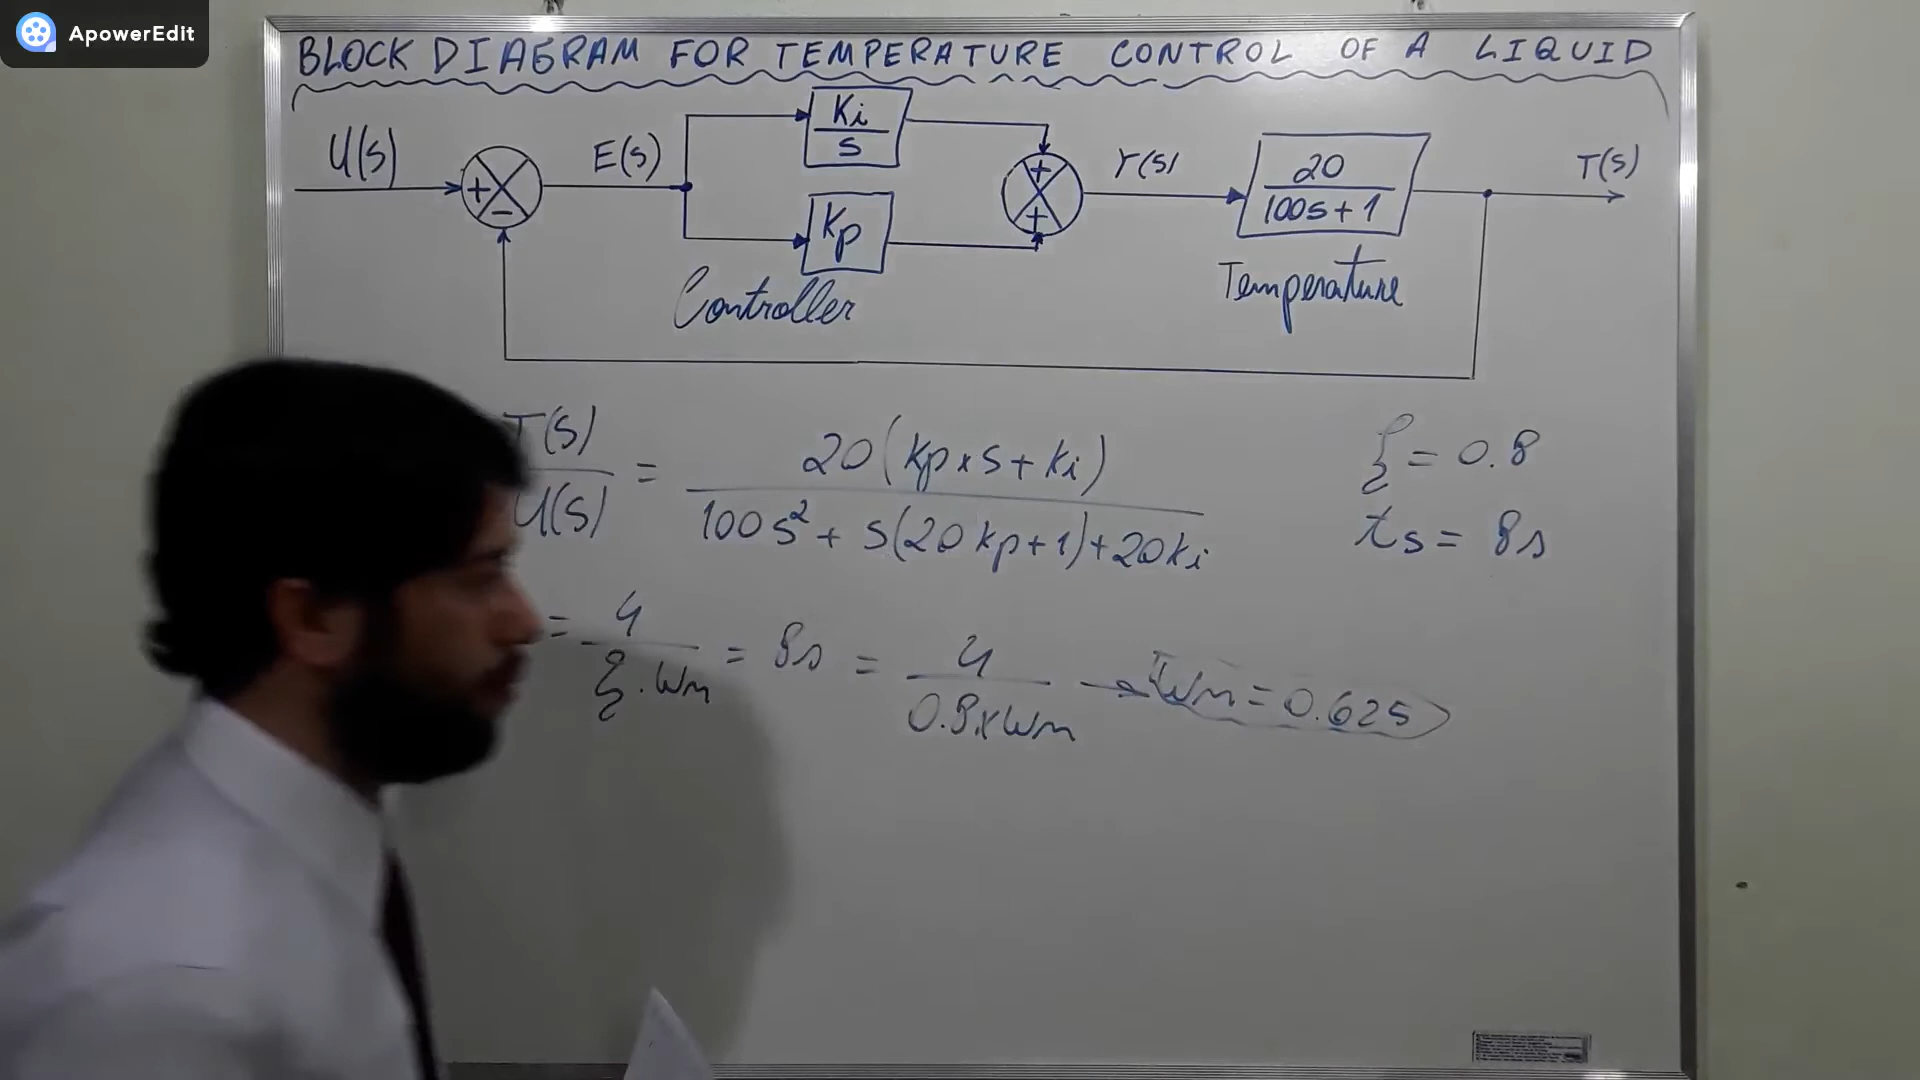 ApowerEdit
BLOCK DIAGRAM FOR TEMPERATURE CONTROL OF A LIQUID
U(s)
+
-
E(s)
Ki
s
Kp
Controller
+
+
Y(s)
20
100s+1
Temperature
T(s)
T(s)
U(s)
= 20(Kp×s+Ki)
100s²+s(20Kp+1)+20Ki
ξ = 0.8
ts = 8s
= 4
ξ.Wn
= 8s = 4
0.8×Wn
→ Wn = 0.625